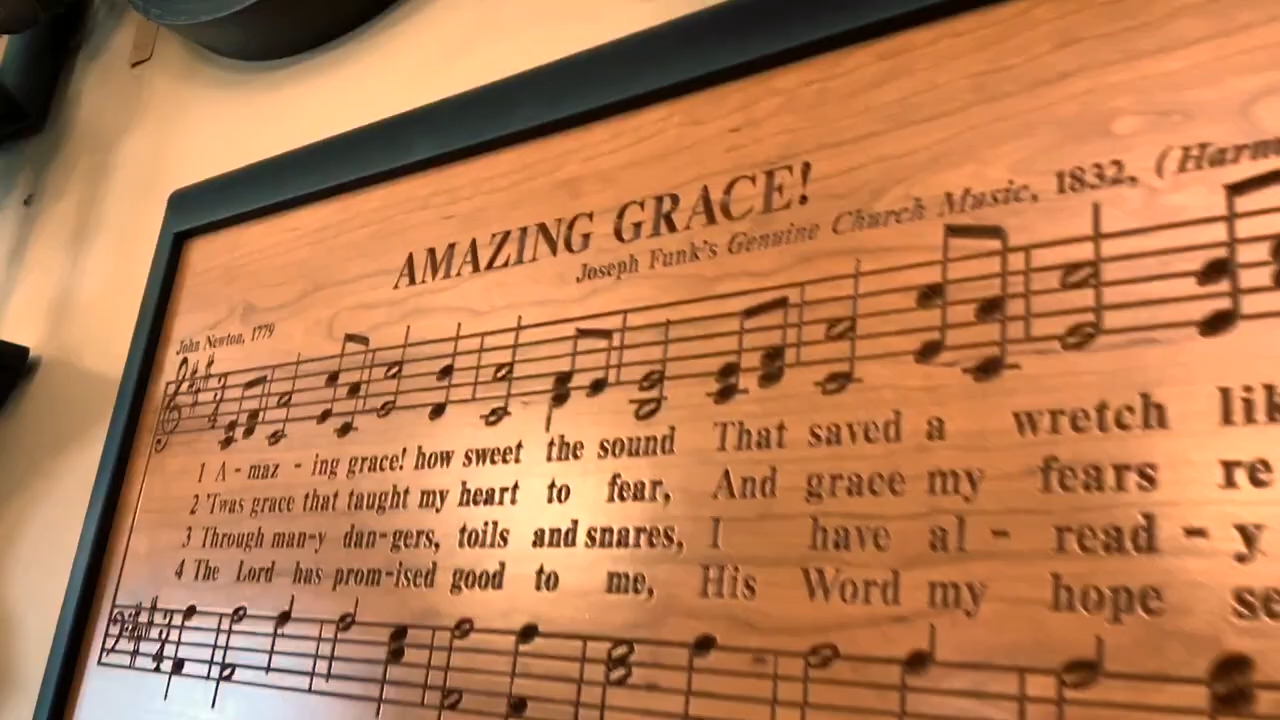 AMAZING GRACE!
Joseph Funk's Genuine Church Music, 1832, (Harm
John Newton, 1779
1 A - maz - ing grace! how sweet the sound That saved a wretch lik
2 'Twas grace that taught my heart to fear, And grace my fears re
3 Through man-y dan-gers, toils and snares, I have al - read - y
4 The Lord has prom-ised good to me, His Word my hope se